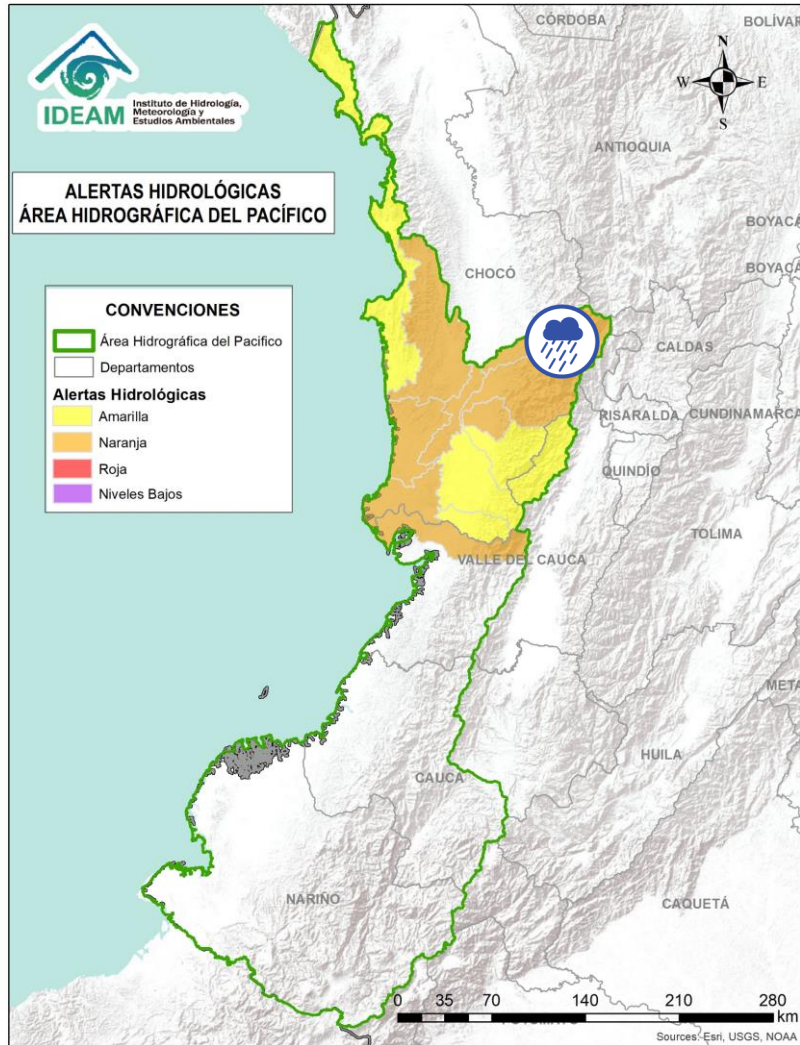 IDEAM
Instituto de Hidrología,
Meteorología y
Estudios Ambientales
ALERTAS HIDROLÓGICAS
ÁREA HIDROGRÁFICA DEL PACÍFICO
CONVENCIONES
Área Hidrográfica del Pacifico
Departamentos
Alertas Hidrológicas
Amarilla
Naranja
Roja
Niveles Bajos
N
W
E
S
CÓRDOBA
BOLÍVAR
ANTIOQUIA
BOYACÁ
BOYACÁ
CHOCÓ
CALDAS
RISARALDA
CUNDINAMARCA
QUINDÍO
TOLIMA
VALLE DEL CAUCA
META
HUILA
CAUCA
CAQUETÁ
NARIÑO
0 35 70 140 210 280
km
Sources: Esri, USGS, NOAA